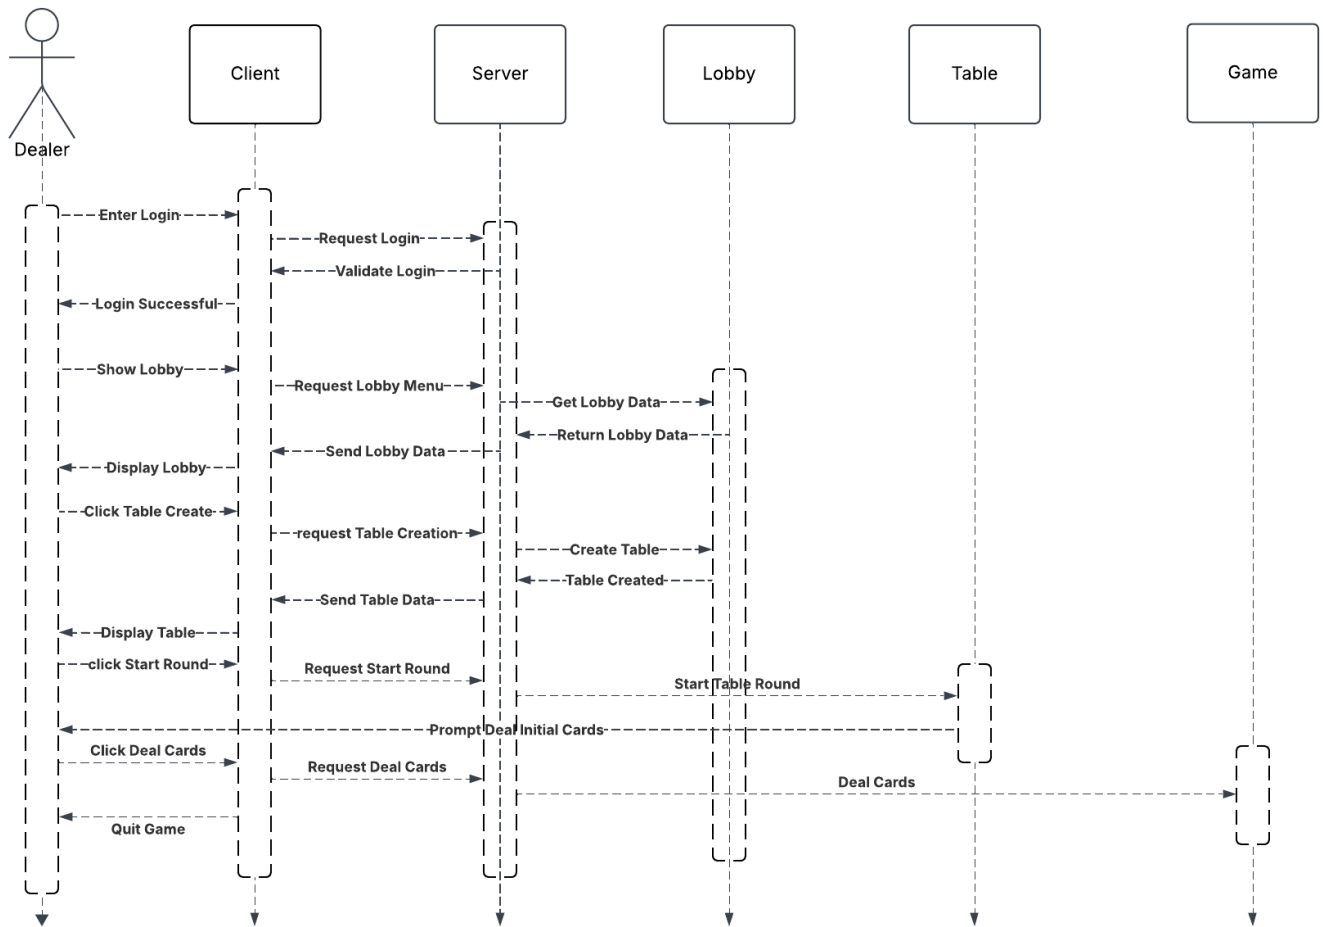 Client
Server
Lobby
Table
Game
Dealer
Enter Login
Request Login
Validate Login
Login Successful
Show Lobby
Request Lobby Menu
Get Lobby Data
Return Lobby Data
Send Lobby Data
Display Lobby
Click Table Create
request Table Creation
Create Table
Table Created
Send Table Data
Display Table
click Start Round
Request Start Round
Start Table Round
Prompt Deal Initial Cards
Click Deal Cards
Request Deal Cards
Deal Cards
Quit Game